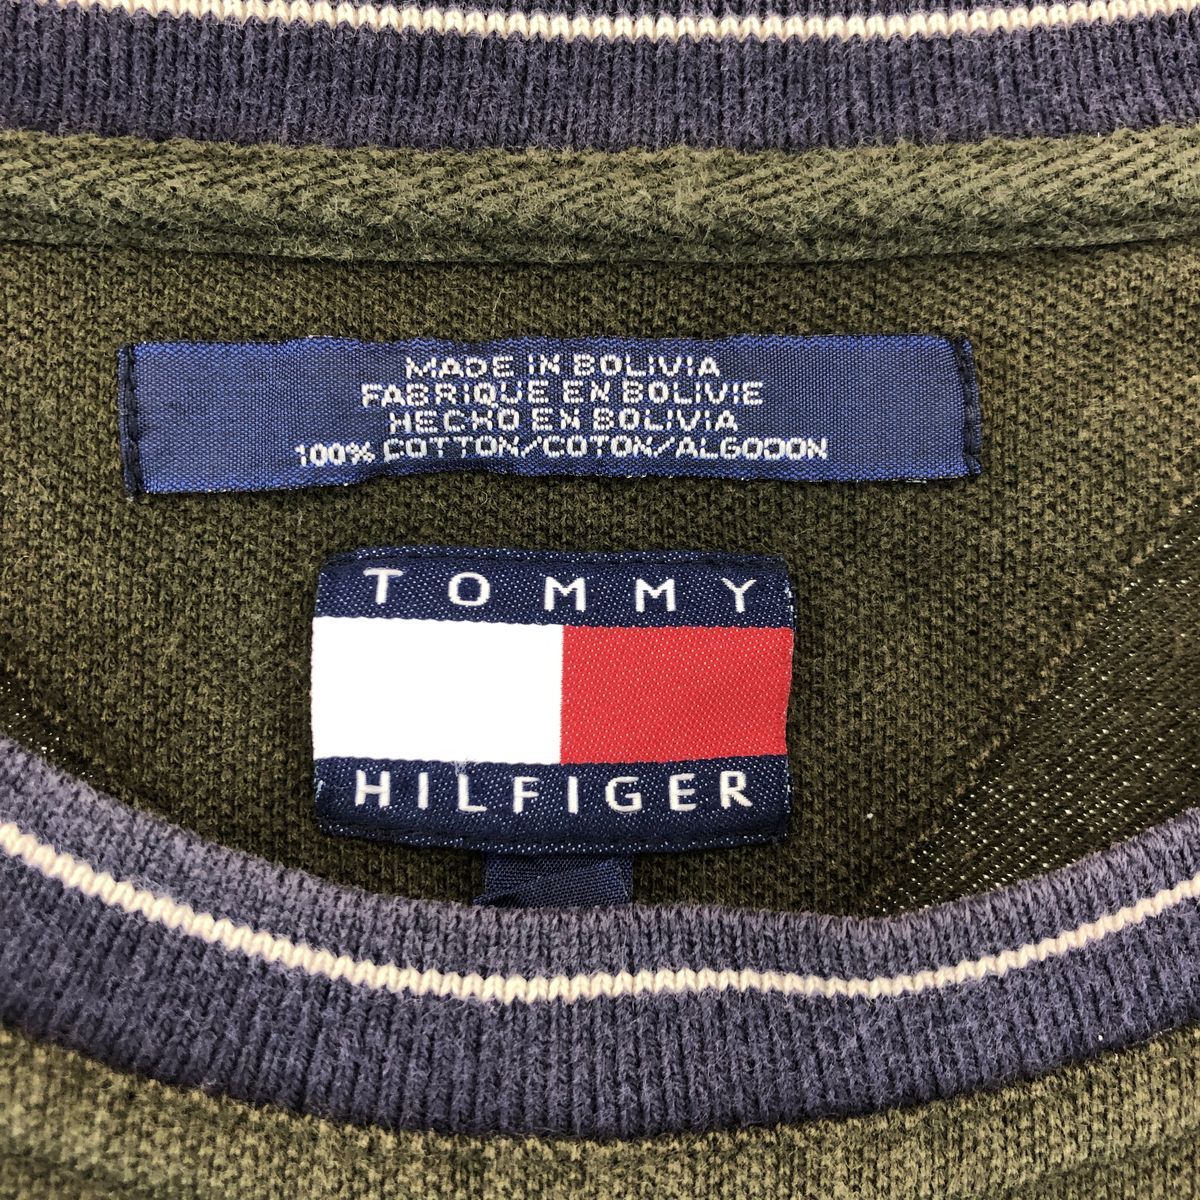 MADE IN BOLIVIA
FABRIQUE EN BOLIVIE
HECHO EN BOLIVIA
100% COTTON/COTON/ALGODON
TOMMY
HILFIGER